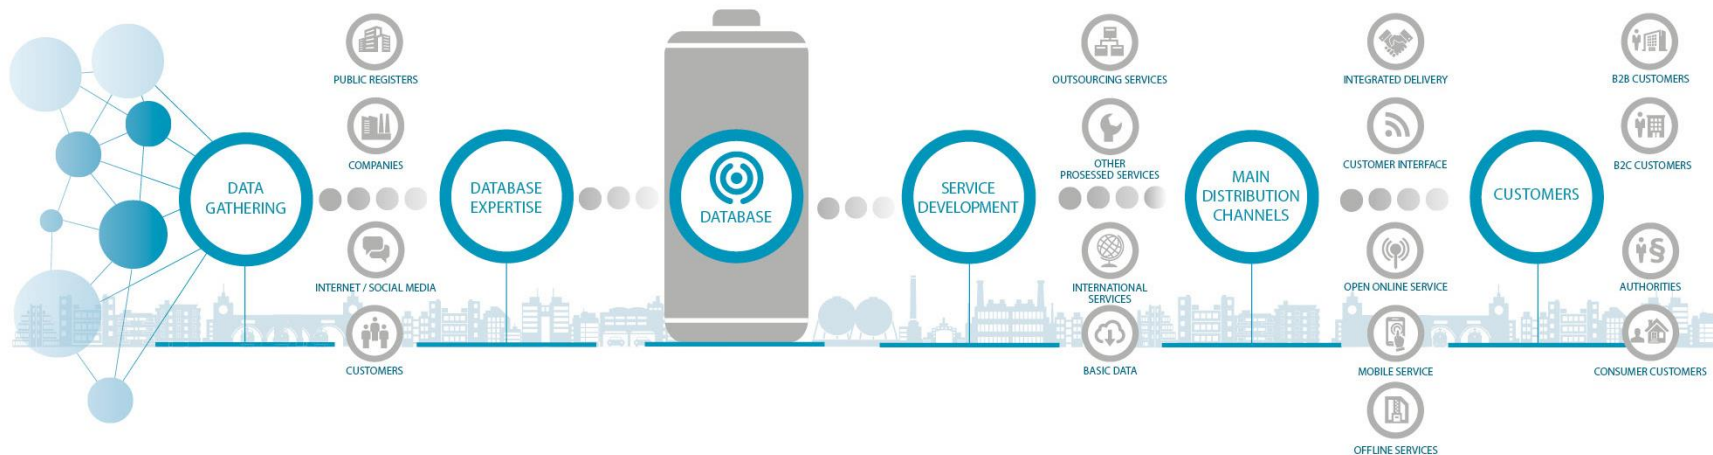 DATA
GATHERING
PUBLIC REGISTERS
COMPANIES
INTERNET / SOCIAL MEDIA
CUSTOMERS
DATABASE
EXPERTISE
DATABASE
SERVICE
DEVELOPMENT
OUTSOURCING SERVICES
OTHER
PROSESSED SERVICES
INTERNATIONAL
SERVICES
BASIC DATA
MAIN
DISTRIBUTION
CHANNELS
INTEGRATED DELIVERY
CUSTOMER INTERFACE
OPEN ONLINE SERVICE
MOBILE SERVICE
OFFLINE SERVICES
CUSTOMERS
B2B CUSTOMERS
B2C CUSTOMERS
§
AUTHORITIES
CONSUMER CUSTOMERS